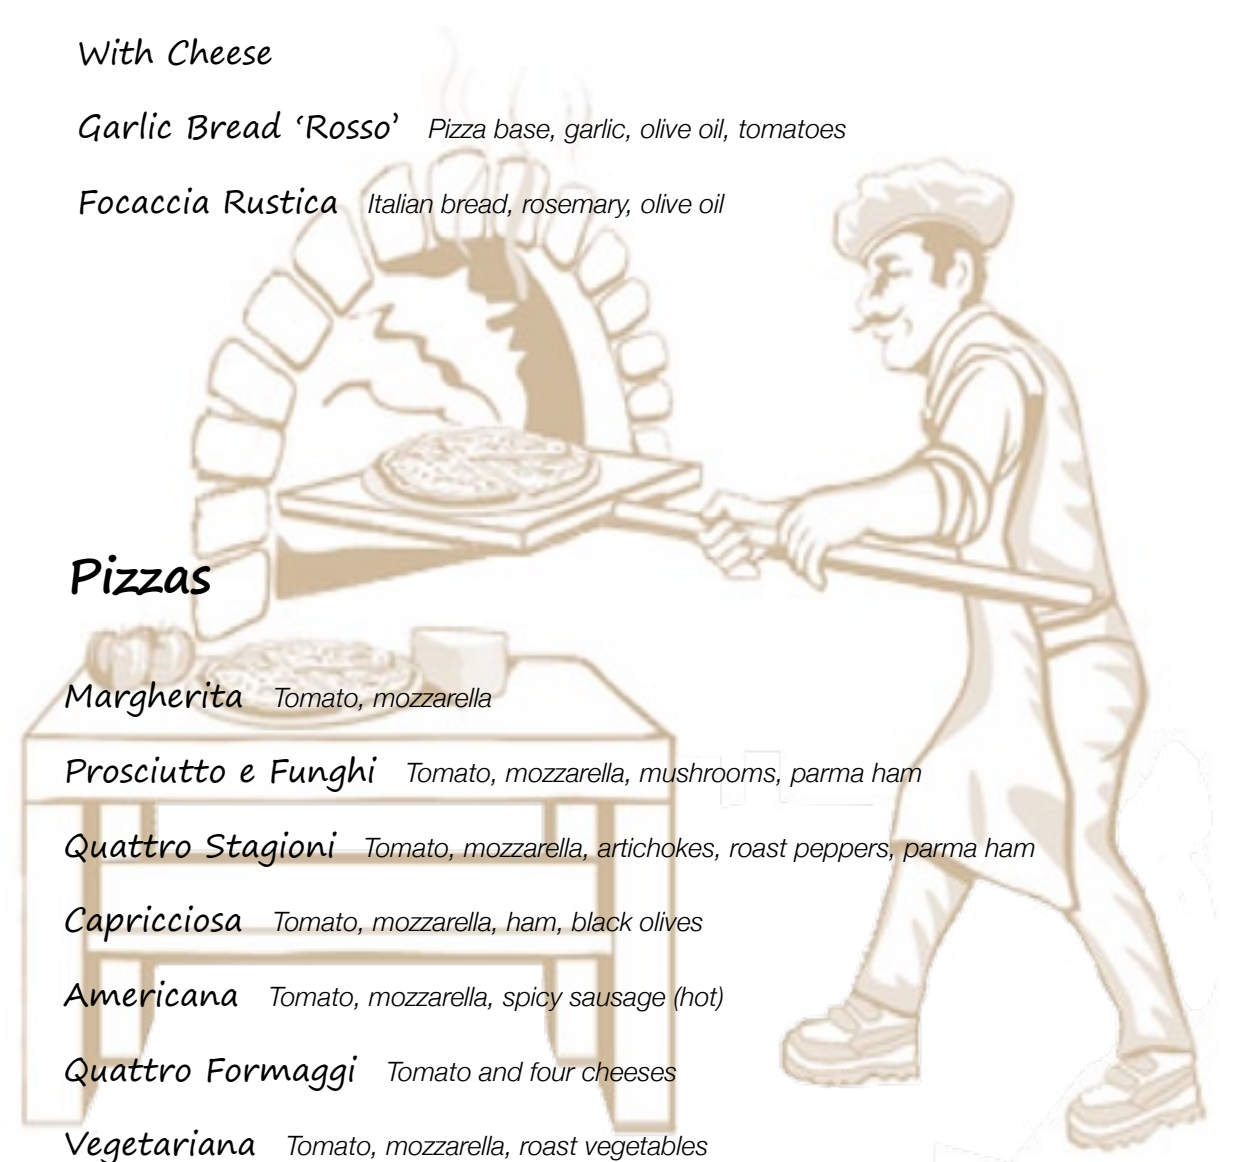 With Cheese
Garlic Bread ‘Rosso’ Pizza base, garlic, olive oil, tomatoes
Focaccia Rustica Italian bread, rosemary, olive oil
Pizzas
Margherita Tomato, mozzarella
Prosciutto e Funghi Tomato, mozzarella, mushrooms, parma ham
Quattro Stagioni Tomato, mozzarella, artichokes, roast peppers, parma ham
Capricciosa Tomato, mozzarella, ham, black olives
Americana Tomato, mozzarella, spicy sausage (hot)
Quattro Formaggi Tomato and four cheeses
Vegetariana Tomato, mozzarella, roast vegetables